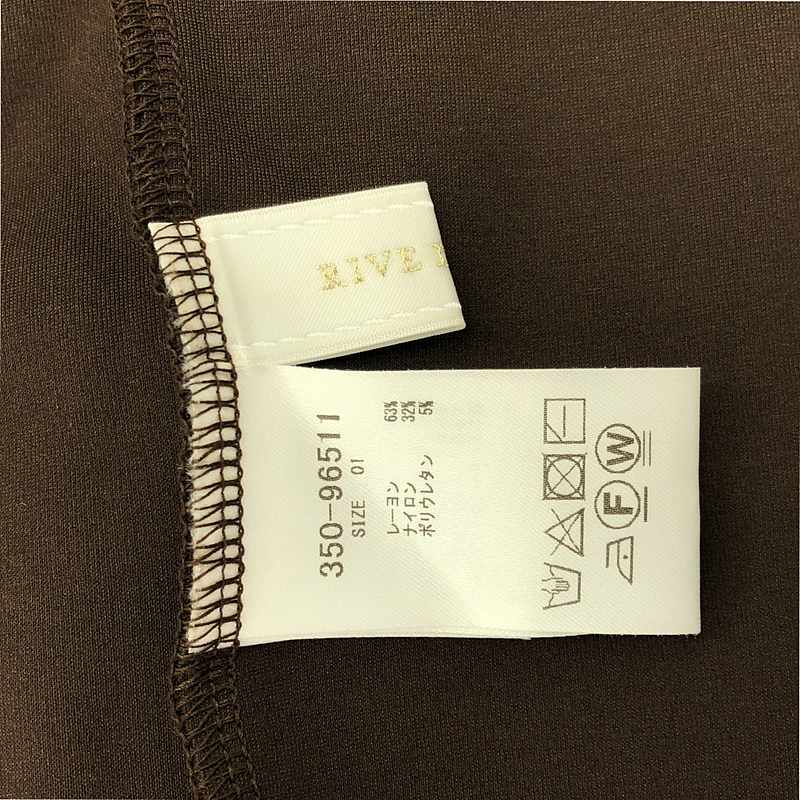 RIVE
350-96511
SIZE 01
レーヨン 63%
ナイロン 32%
ポリウレタン 5%
F W